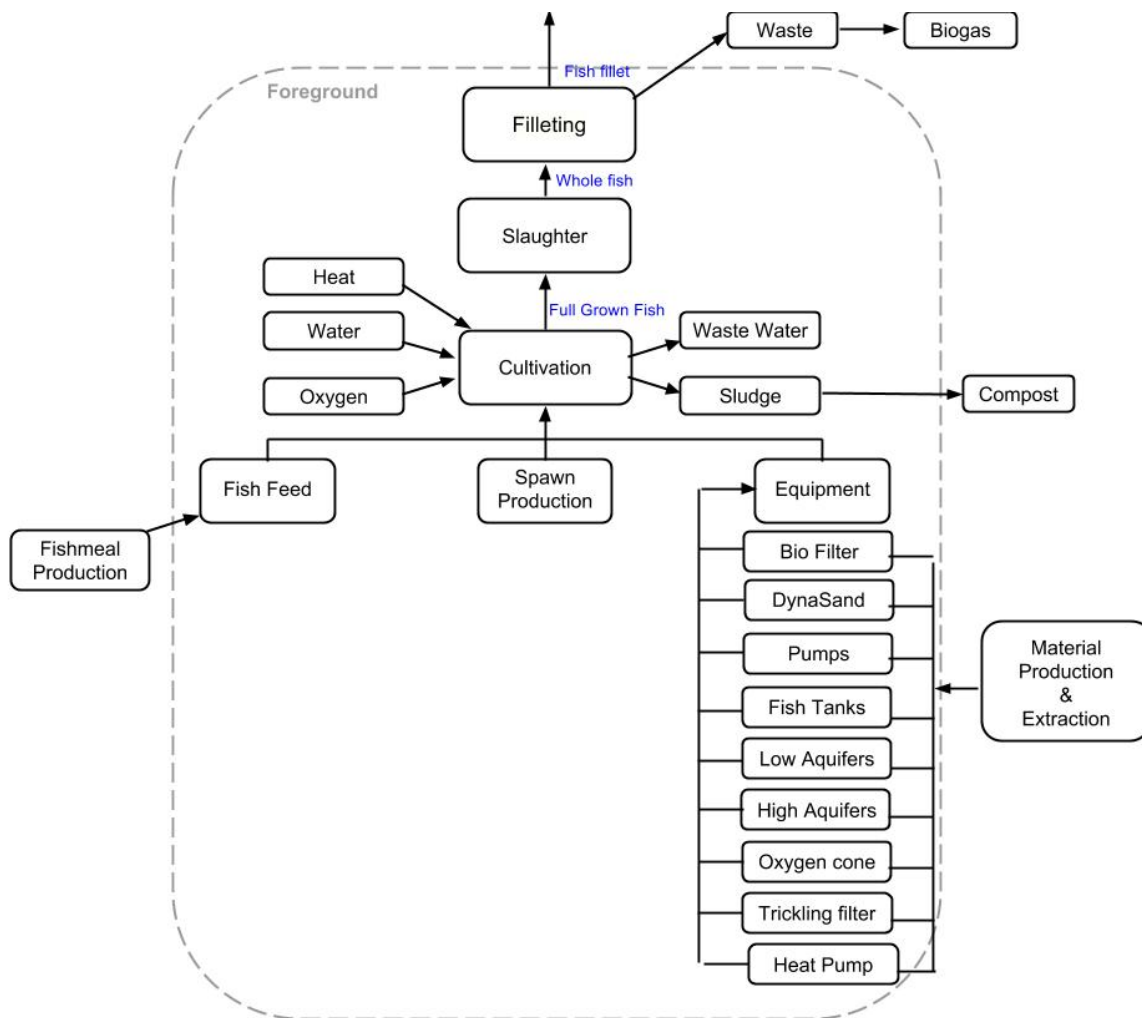 Waste
Biogas
Fish fillet
Foreground
Filleting
Whole fish
Slaughter
Heat
Full Grown Fish
Water
Waste Water
Cultivation
Oxygen
Sludge
Compost
Fish Feed
Spawn
Production
Equipment
Fishmeal
Production
Bio Filter
DynaSand
Pumps
Fish Tanks
Low Aquifers
High Aquifers
Oxygen cone
Trickling filter
Heat Pump
Material
Production
&
Extraction